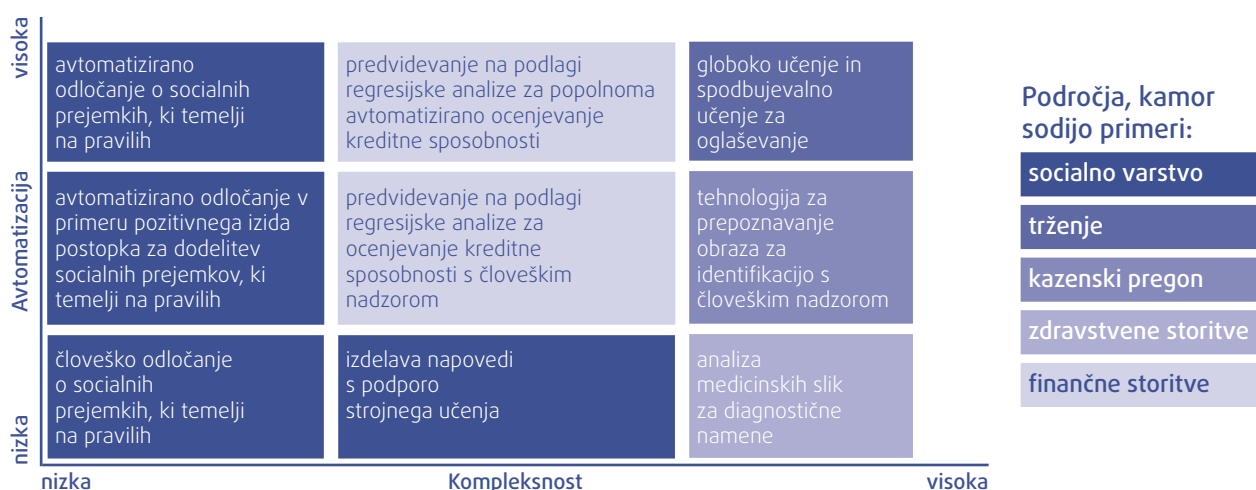 visoka
Avtomatizacija
nizka
avtomatizirano
odločanje o socialnih
prejemkih, ki temelji
na pravilih
predvidevanje na podlagi
regresijske analize za popolnoma
avtomatizirano ocenjevanje
kreditne sposobnosti
globoko učenje in
spodbujevalno
učenje za
oglaševanje
avtomatizirano odločanje v
primeru pozitivnega izida
postopka za dodelitev
socialnih prejemkov, ki
temelji na pravilih
predvidevanje na podlagi
regresijske analize za
ocenjevanje kreditne
sposobnosti s človeškim
nadzorom
tehnologija za
prepoznavanje
obraza za
identifikacijo s
človeškim nadzorom
človeško odločanje
o socialnih
prejemkih, ki temelji
na pravilih
izdelava napovedi
s podporo
strojnega učenja
analiza
medicinskih slik
za diagnostične
namene
nizka
Kompleksnost
visoka
Področja, kamor
sodijo primeri:
socialno varstvo
trženje
kazenski pregon
zdravstvene storitve
finančne storitve